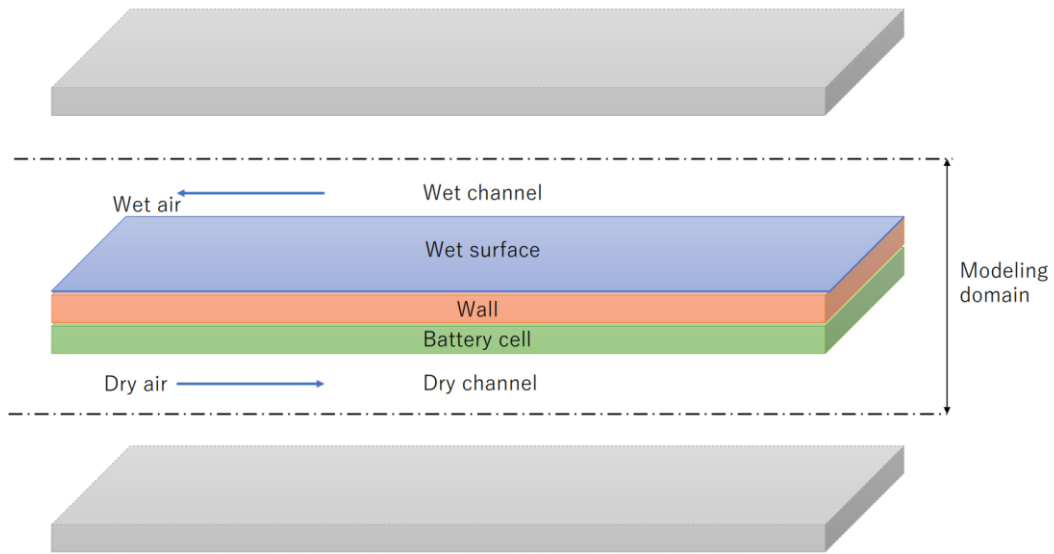 Wet channel
Wet air
Wet surface
Modeling
domain
Wall
Battery cell
Dry air
Dry channel